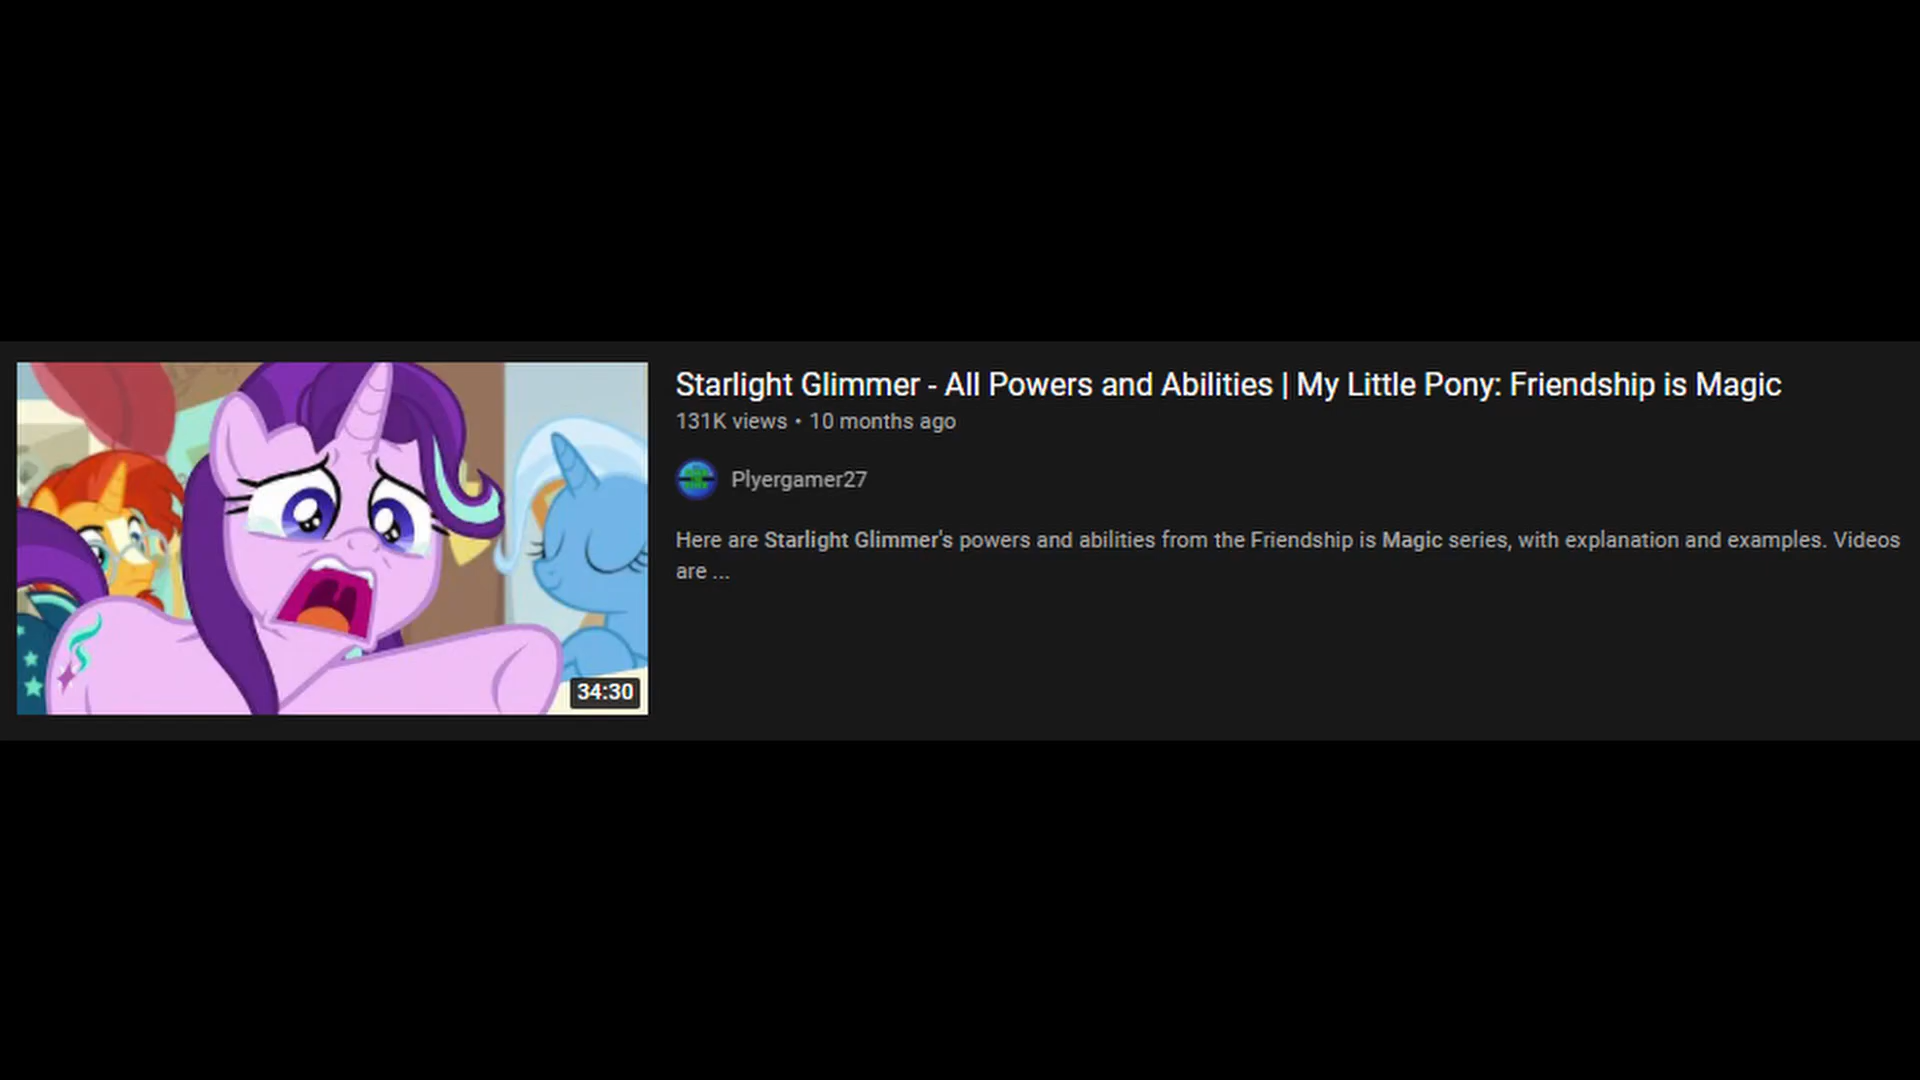 Starlight Glimmer - All Powers and Abilities | My Little Pony: Friendship is Magic
131K views • 10 months ago
Plyergamer27
Here are Starlight Glimmer's powers and abilities from the Friendship is Magic series, with explanation and examples. Videos
are ...
34:30